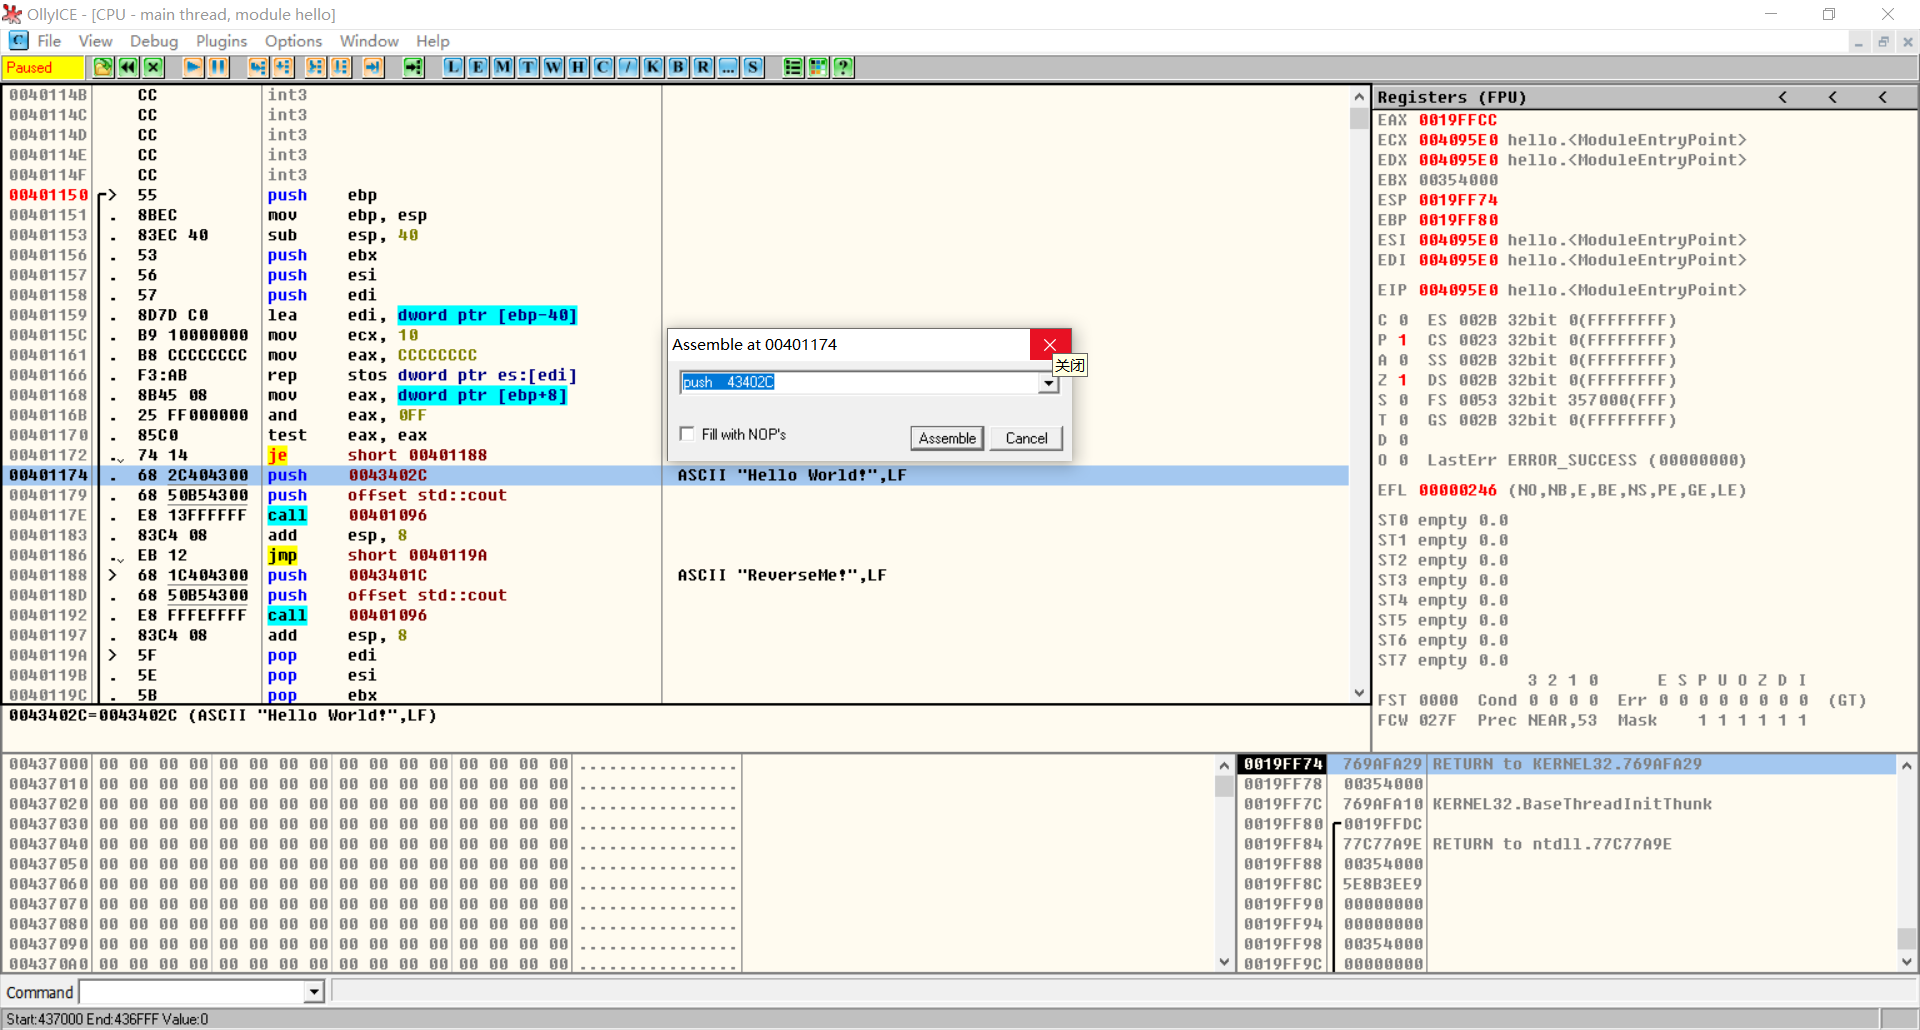 OllyICE - [CPU - main thread, module hello]
File View Debug Plugins Options Window Help
Paused L E M T W H C / K B R ... S ?
0040114B CC int3
0040114C CC int3
0040114D CC int3
0040114E CC int3
0040114F CC int3
00401150 > 55 push ebp
00401151 . 8BEC mov ebp, esp
00401153 . 83EC 40 sub esp, 40
00401156 . 53 push ebx
00401157 . 56 push esi
00401158 . 57 push edi
00401159 . 8D7D C0 lea edi, dword ptr [ebp-40]
0040115C . B9 10000000 mov ecx, 10
00401161 . B8 CCCCCCCC mov eax, CCCCCCCC
00401166 . F3:AB rep stos dword ptr es:[edi]
00401168 . 8B45 08 mov eax, dword ptr [ebp+8]
0040116B . 25 FF000000 and eax, 0FF
00401170 . 85C0 test eax, eax
00401172 . 74 14 je short 00401188
00401174 . 68 2C404300 push 0043402C ASCII "Hello World!",LF
00401179 . 68 50B54300 push offset std::cout
0040117E . E8 13FFFFFF call 00401096
00401183 . 83C4 08 add esp, 8
00401186 . EB 12 jmp short 0040119A
00401188 > 68 1C404300 push 0043401C ASCII "ReverseMe!",LF
0040118D . 68 50B54300 push offset std::cout
00401192 . E8 FFFEFFFF call 00401096
00401197 . 83C4 08 add esp, 8
0040119A > 5F pop edi
0040119B . 5E pop esi
0040119C . 5B pop ebx
0043402C=0043402C (ASCII "Hello World!",LF)
Assemble at 00401174
关闭
push 43402C
Fill with NOP's Assemble Cancel
Registers (FPU) < < <
EAX 0019FFCC
ECX 004095E0 hello.<ModuleEntryPoint>
EDX 004095E0 hello.<ModuleEntryPoint>
EBX 00354000
ESP 0019FF74
EBP 0019FF80
ESI 004095E0 hello.<ModuleEntryPoint>
EDI 004095E0 hello.<ModuleEntryPoint>
EIP 004095E0 hello.<ModuleEntryPoint>
C 0 ES 002B 32bit 0(FFFFFFFF)
P 1 CS 0023 32bit 0(FFFFFFFF)
A 0 SS 002B 32bit 0(FFFFFFFF)
Z 1 DS 002B 32bit 0(FFFFFFFF)
S 0 FS 0053 32bit 357000(FFF)
T 0 GS 002B 32bit 0(FFFFFFFF)
D 0
O 0 LastErr ERROR_SUCCESS (00000000)
EFL 00000246 (NO,NB,E,BE,NS,PE,GE,LE)
ST0 empty 0.0
ST1 empty 0.0
ST2 empty 0.0
ST3 empty 0.0
ST4 empty 0.0
ST5 empty 0.0
ST6 empty 0.0
ST7 empty 0.0
3 2 1 0 E S P U O Z D I
FST 0000 Cond 0 0 0 0 Err 0 0 0 0 0 0 0 0 (GT)
FCW 027F Prec NEAR,53 Mask 1 1 1 1 1 1
00437000 00 00 00 00 00 00 00 00 00 00 00 00 00 00 00 00 ................
00437010 00 00 00 00 00 00 00 00 00 00 00 00 00 00 00 00 ................
00437020 00 00 00 00 00 00 00 00 00 00 00 00 00 00 00 00 ................
00437030 00 00 00 00 00 00 00 00 00 00 00 00 00 00 00 00 ................
00437040 00 00 00 00 00 00 00 00 00 00 00 00 00 00 00 00 ................
00437050 00 00 00 00 00 00 00 00 00 00 00 00 00 00 00 00 ................
00437060 00 00 00 00 00 00 00 00 00 00 00 00 00 00 00 00 ................
00437070 00 00 00 00 00 00 00 00 00 00 00 00 00 00 00 00 ................
00437080 00 00 00 00 00 00 00 00 00 00 00 00 00 00 00 00 ................
00437090 00 00 00 00 00 00 00 00 00 00 00 00 00 00 00 00 ................
004370A0 00 00 00 00 00 00 00 00 00 00 00 00 00 00 00 00 ................
0019FF74 769AFA29 RETURN to KERNEL32.769AFA29
0019FF78 00354000
0019FF7C 769AFA10 KERNEL32.BaseThreadInitThunk
0019FF80 0019FFDC
0019FF84 77C77A9E RETURN to ntdll.77C77A9E
0019FF88 00354000
0019FF8C 5E8B3EE9
0019FF90 00000000
0019FF94 00000000
0019FF98 00354000
0019FF9C 00000000
Command
Start:437000 End:436FFF Value:0